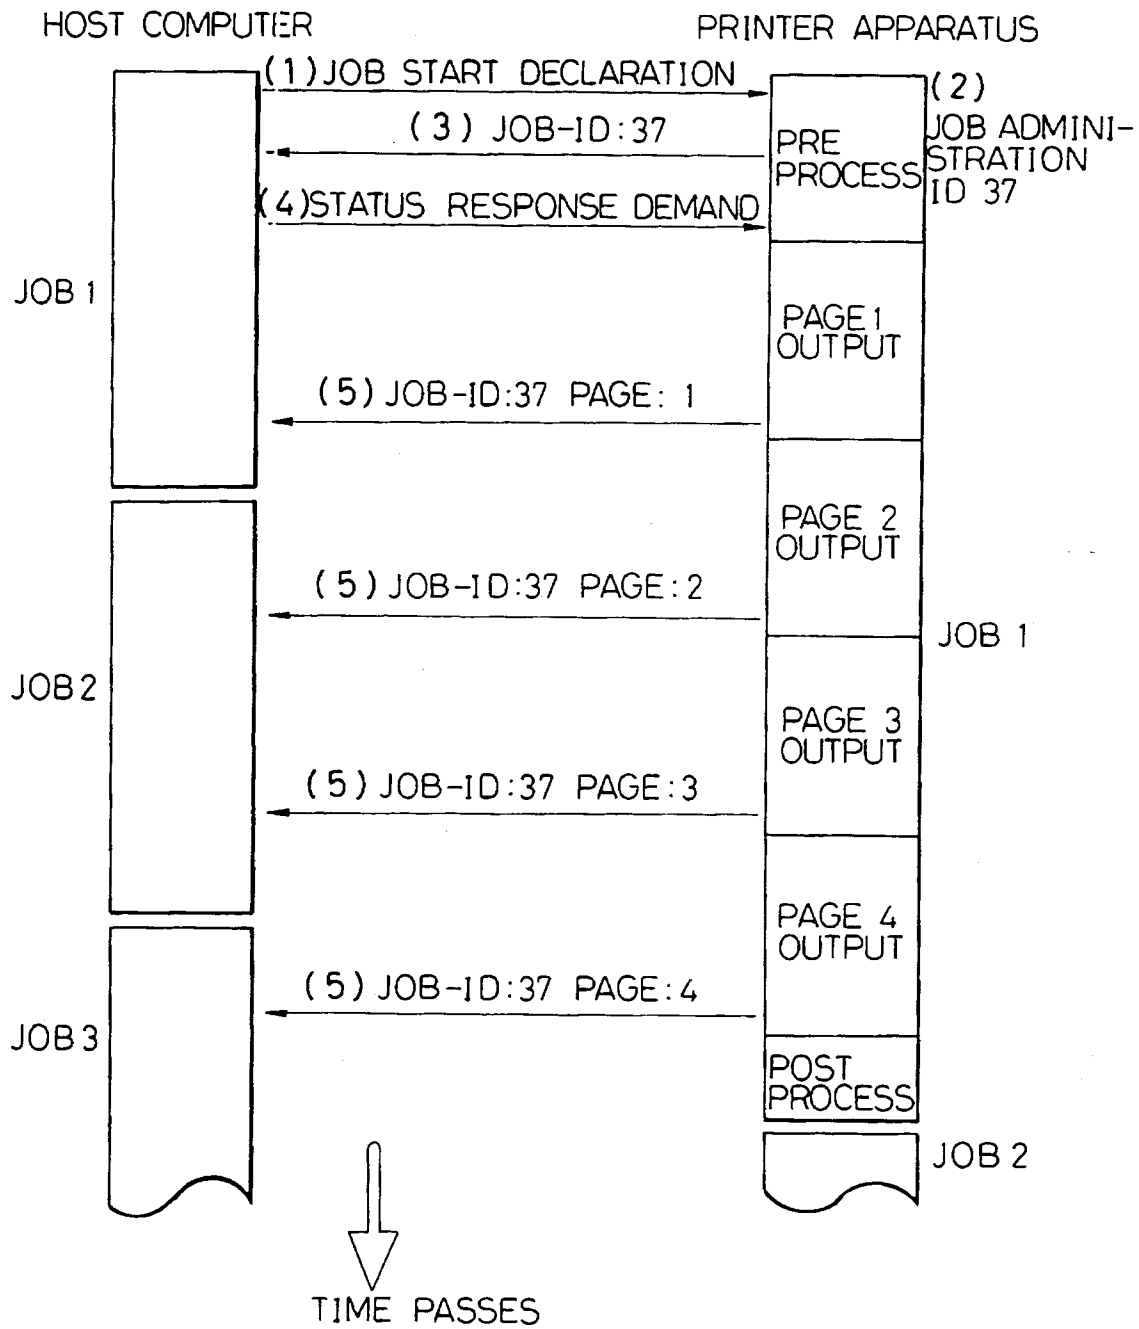 HOST COMPUTER
PRINTER APPARATUS
(1) JOB START DECLARATION
(2)
JOB ADMINI-
STRATION
ID 37
(3) JOB-ID:37
PRE
PROCESS
(4) STATUS RESPONSE DEMAND
JOB 1
PAGE 1
OUTPUT
(5) JOB-ID:37 PAGE: 1
PAGE 2
OUTPUT
(5) JOB-ID:37 PAGE:2
JOB 1
JOB2
PAGE 3
OUTPUT
(5) JOB-ID:37 PAGE:3
PAGE 4
OUTPUT
(5) JOB-ID:37 PAGE:4
JOB 3
POST
PROCESS
JOB 2
TIME PASSES